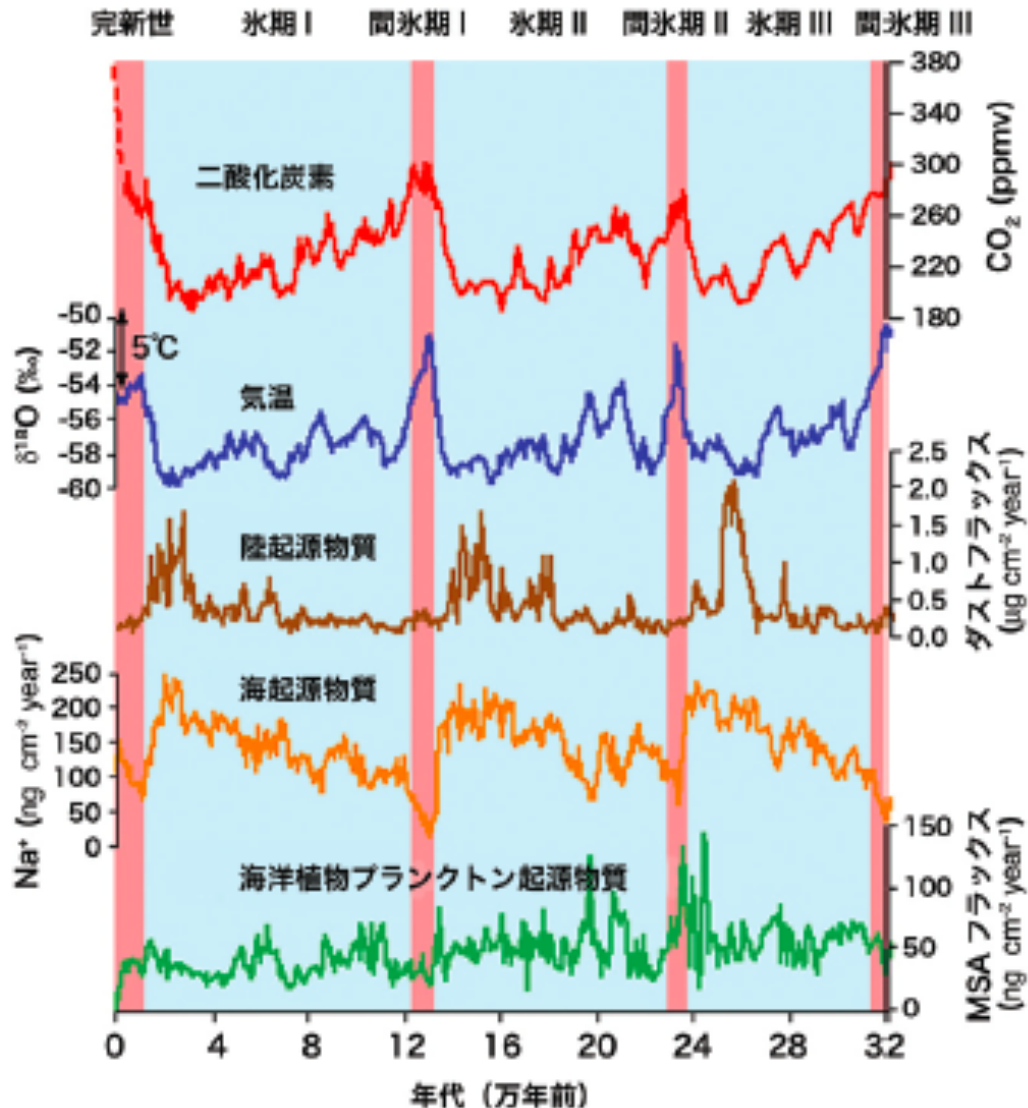 完新世 氷期 I 間氷期 I 氷期 II 間氷期 II 氷期 III 間氷期 III
380
340
300
260
220
180
CO₂ (ppmv)
二酸化炭素
-50
-52
-54
-56
-58
-60
δ¹⁸O (‰)
5℃
気温
2.5
2.0
1.5
1.0
0.5
0.0
ダストフラックス
(μg cm⁻² year⁻¹)
陸起源物質
250
200
150
100
50
0
Na⁺ (ng cm⁻² year⁻¹)
海起源物質
150
100
50
0
MSA フラックス
(ng cm⁻² year⁻¹)
海洋植物プランクトン起源物質
0 4 8 12 16 20 24 28 32
年代（万年前）